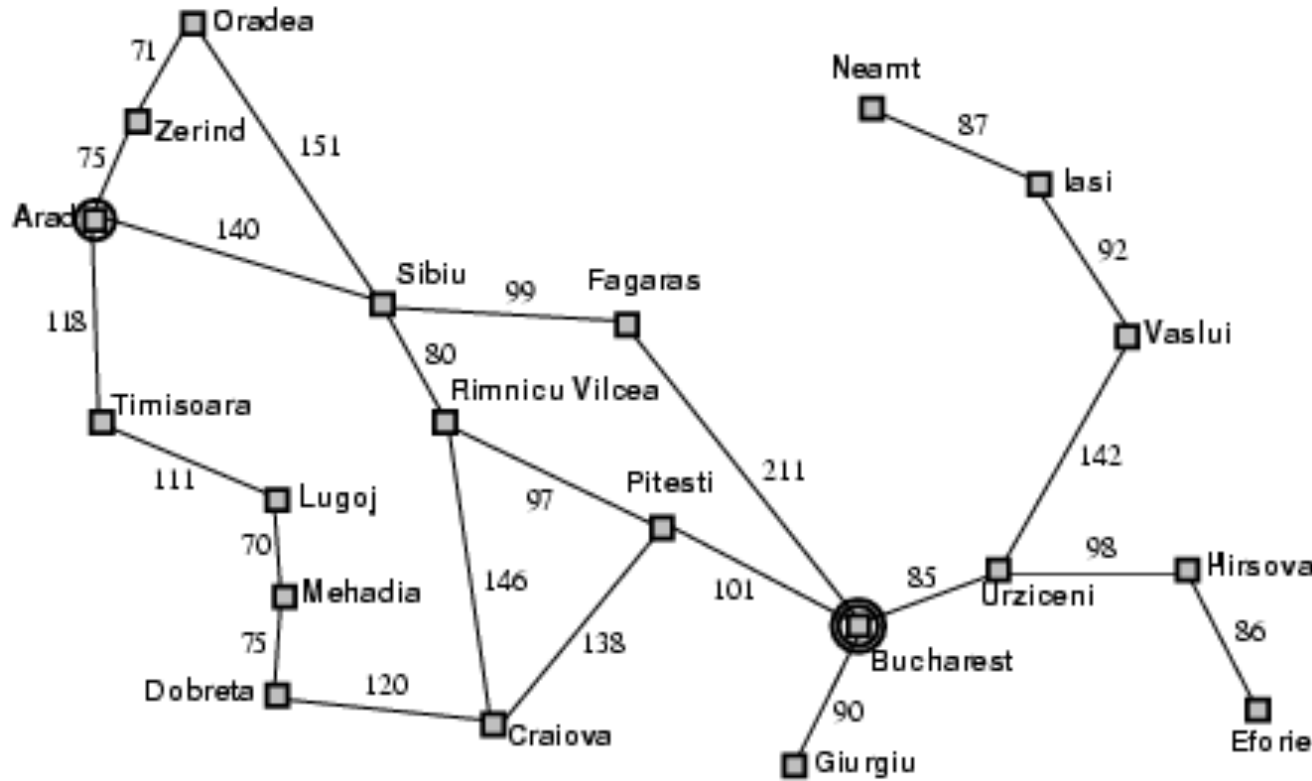 Oradea
71
Neamt
87
Zerind
151
75
Iasi
Arad
140
92
Sibiu
Fagaras
99
118
Vaslui
80
Rimnicu Vilcea
Timisoara
142
211
111
Pitesti
Lugoj
97
70
98
Hirsova
146
101
85
Mehadia
Urziceni
86
75
138
Bucharest
Dobreta
120
90
Craiova
Eforie
Giurgiu